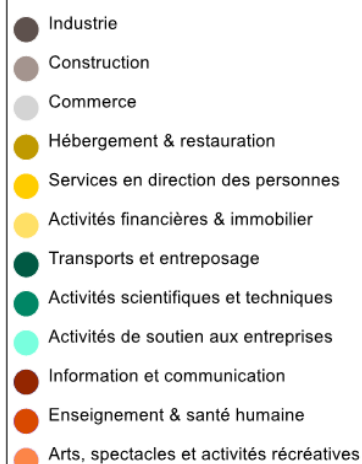 Industrie
Construction
Commerce
Hébergement & restauration
Services en direction des personnes
Activités financières & immobilier
Transports et entreposage
Activités scientifiques et techniques
Activités de soutien aux entreprises
Information et communication
Enseignement & santé humaine
Arts, spectacles et activités récréatives